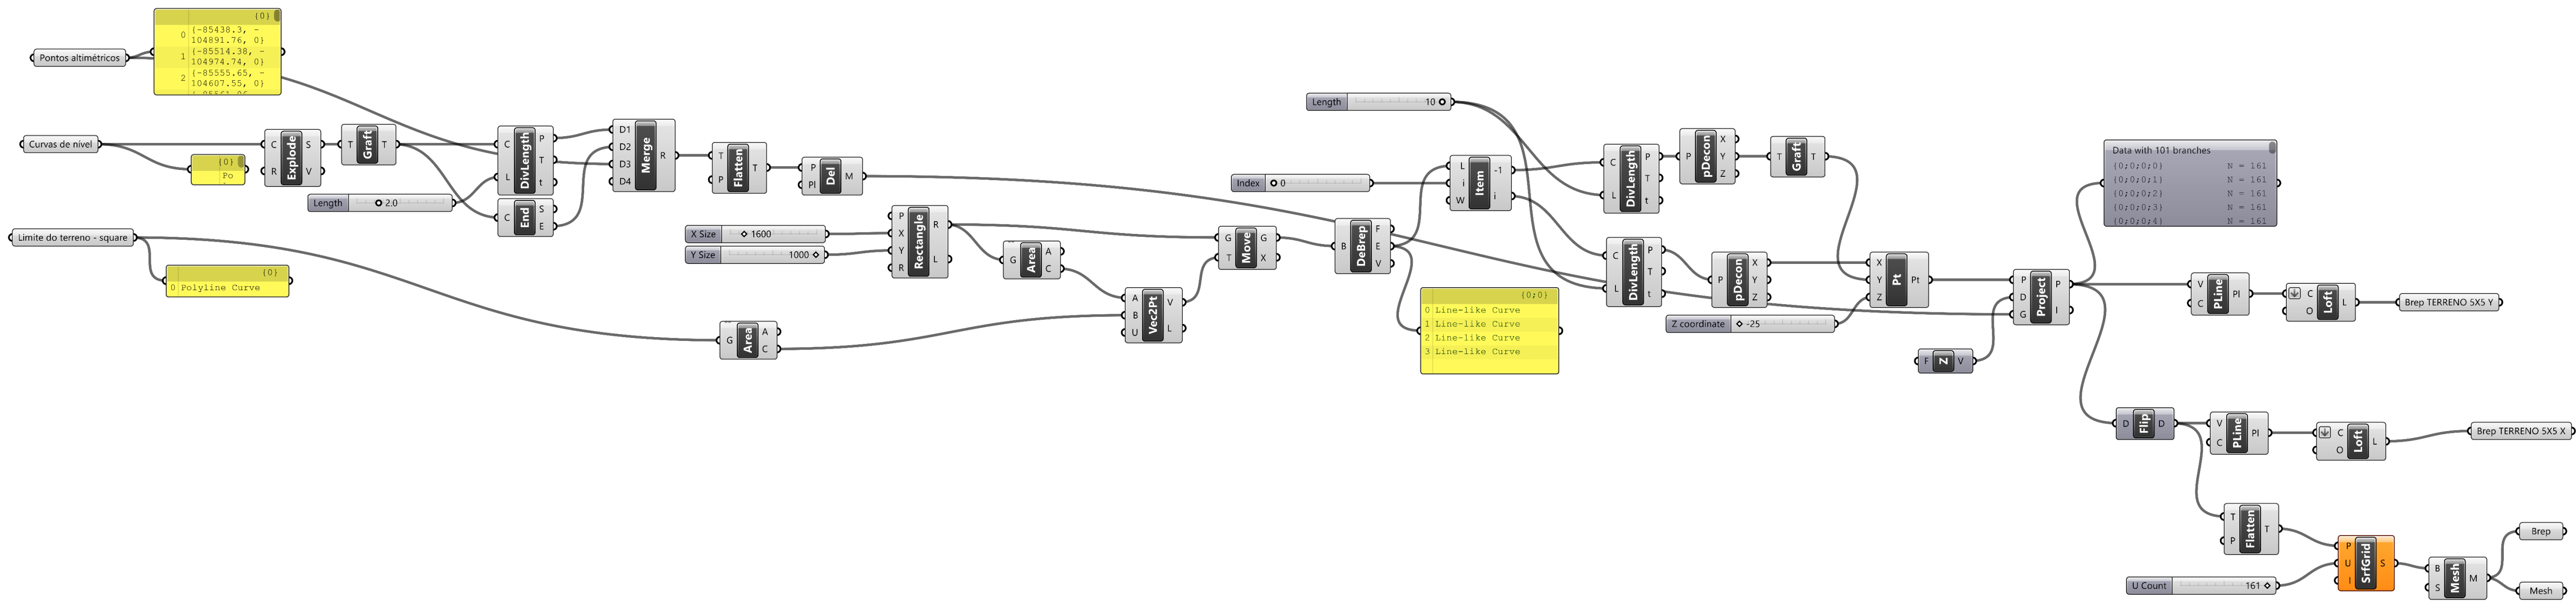 Pontos altimétricos
{0}
0 {-85438.3, -
104891.76, 0}
1 {-85514.38, -
104974.74, 0}
2 {-85555.65, -
104607.55, 0}
Curvas de nível
{0}
Po
C Explode S
R V
T Graft T
Length 2.0
C DivLength P
T
L t
C End S
E
D1 Merge R
D2
D3
D4
T Flatten T
P
P Del M
Pl
Limite do terreno - square
{0}
0 Polyline Curve
X Size 1600
Y Size 1000
P Rectangle R
X
Y L
R
G Area A
C
G Area A
C
A Vec2Pt V
B
U L
G Move G
T X
B DeBrep F
E
V
{0;0}
0 Line-like Curve
1 Line-like Curve
2 Line-like Curve
3 Line-like Curve
Length 10
Index 0
L Item -1
i
W i
C DivLength P
T
L t
P pDecon X
Y
Z
T Graft T
C DivLength P
T
L t
P pDecon X
Y
Z
Z coordinate -25
X Pt Pt
Y
Z
F Z V
P Project P
D
G I
Data with 101 branches
{0;0;0;0} N = 161
{0;0;0;1} N = 161
{0;0;0;2} N = 161
{0;0;0;3} N = 161
{0;0;0;4} N = 161
V PLine Pl
C
C Loft L
O
Brep TERRENO 5X5 Y
D Flip D
V PLine Pl
C
C Loft L
O
Brep TERRENO 5X5 X
T Flatten T
P
U Count 161
P SrfGrid S
U
I
B Mesh M
S
Brep
Mesh